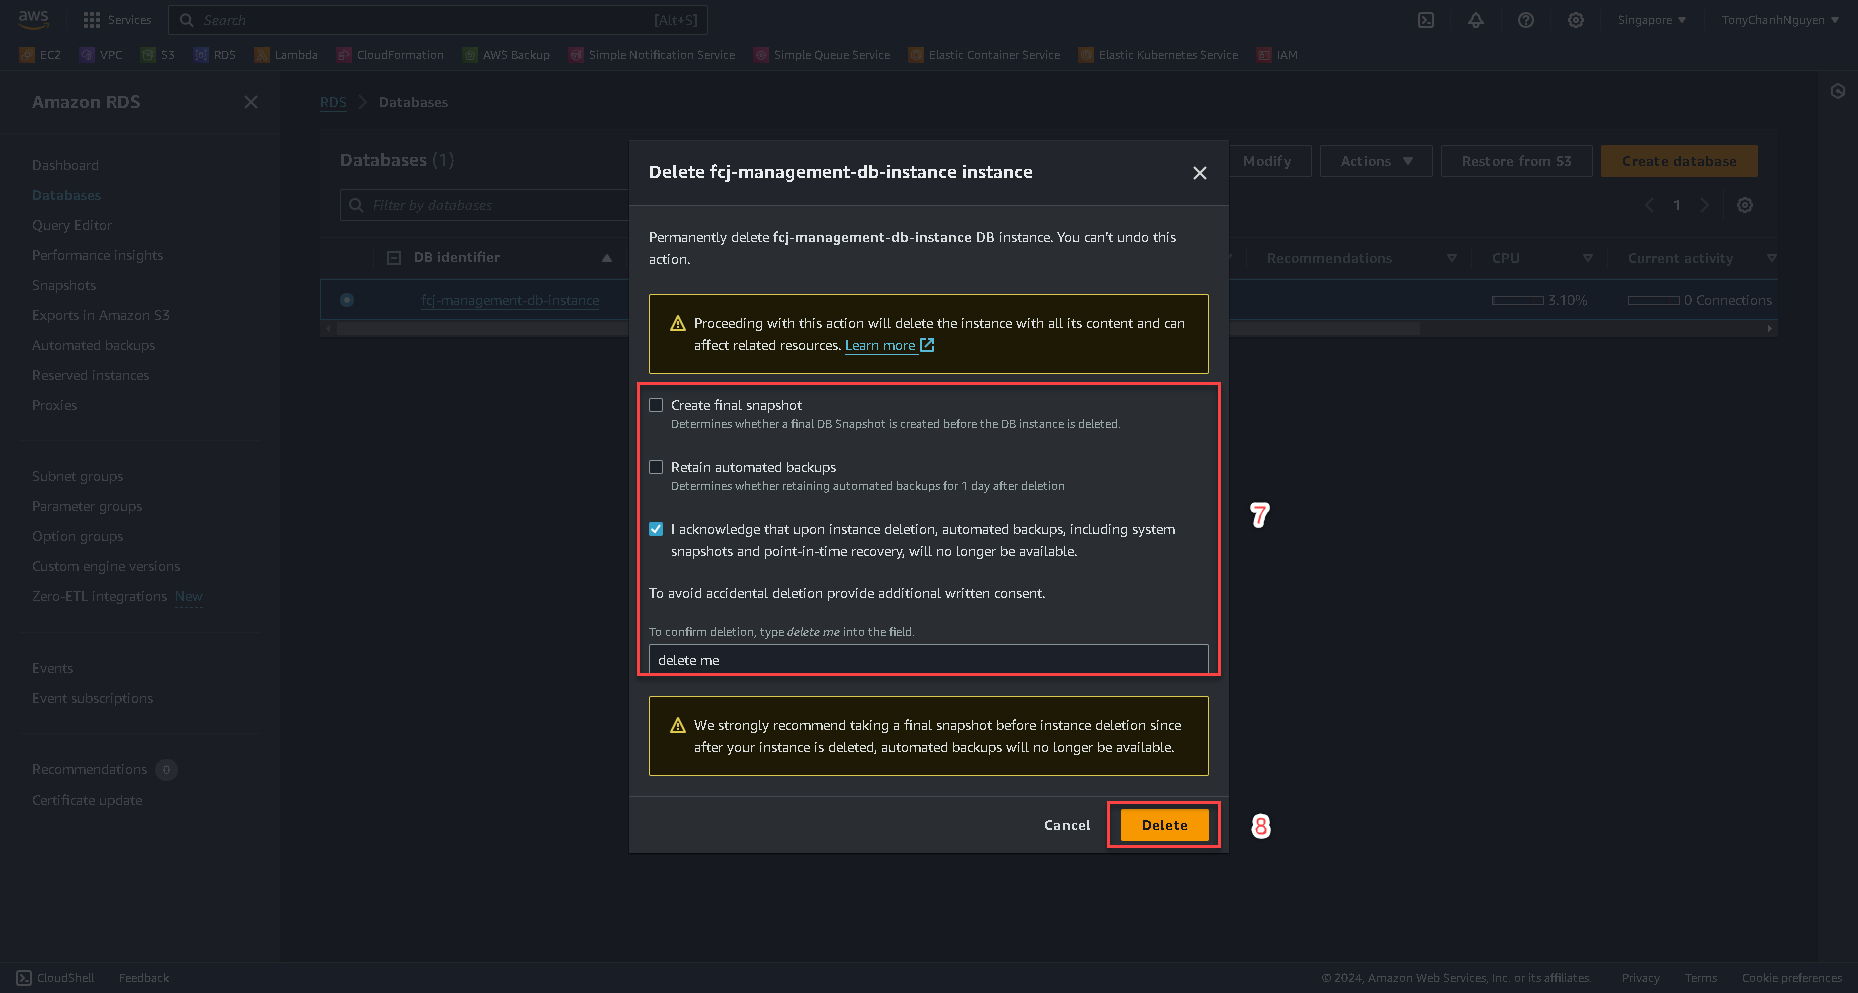 aws
Services
Search
[Alt+S]
Singapore
TonyChanhNguyen
EC2
VPC
S3
RDS
Lambda
CloudFormation
AWS Backup
Simple Notification Service
Simple Queue Service
Elastic Container Service
Elastic Kubernetes Service
IAM
Amazon RDS
Dashboard
Databases
Query Editor
Performance insights
Snapshots
Exports in Amazon S3
Automated backups
Reserved instances
Proxies
Subnet groups
Parameter groups
Option groups
Custom engine versions
Zero-ETL integrations New
Events
Event subscriptions
Recommendations 0
Certificate update
RDS
Databases
Databases (1)
Modify
Actions
Restore from S3
Create database
Filter by databases
1
DB identifier
Recommendations
CPU
Current activity
fcj-management-db-instance
3.10%
0 Connections
Delete fcj-management-db-instance instance
Permanently delete fcj-management-db-instance DB instance. You can't undo this
action.
Proceeding with this action will delete the instance with all its content and can
affect related resources. Learn more
Create final snapshot
Determines whether a final DB Snapshot is created before the DB instance is deleted.
Retain automated backups
Determines whether retaining automated backups for 1 day after deletion
I acknowledge that upon instance deletion, automated backups, including system
snapshots and point-in-time recovery, will no longer be available.
To avoid accidental deletion provide additional written consent.
To confirm deletion, type delete me into the field.
delete me
7
We strongly recommend taking a final snapshot before instance deletion since
after your instance is deleted, automated backups will no longer be available.
Cancel
Delete
8
CloudShell
Feedback
© 2024, Amazon Web Services, Inc. or its affiliates.
Privacy
Terms
Cookie preferences